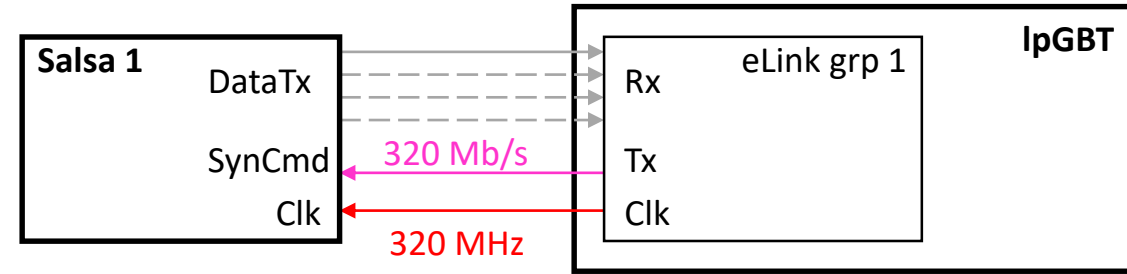 Salsa 1
DataTx
SynCmd
Clk
320 Mb/s
320 MHz
lpGBT
eLink grp 1
Rx
Tx
Clk